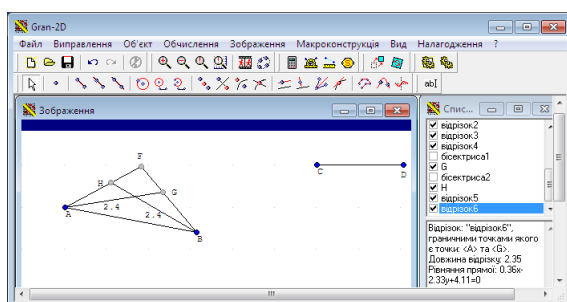 Gran-2D
Файл Виправлення Об'єкт Обчислення Зображення Макроконструкція Вид Налагодження ?
abI
Зображення
F
H
G
A
2.4
2.4
B
C
D
Спис...
відрізок2
відрізок3
відрізок4
бісектриса1
G
бісектриса2
H
відрізок5
відрізок6
Відрізок: "відрізок6",
граничними точками якого
є точки: <A> та <G>.
Довжина відрізку: 2.35
Рівняння прямої: 0.36x-
2.33y+4.11=0